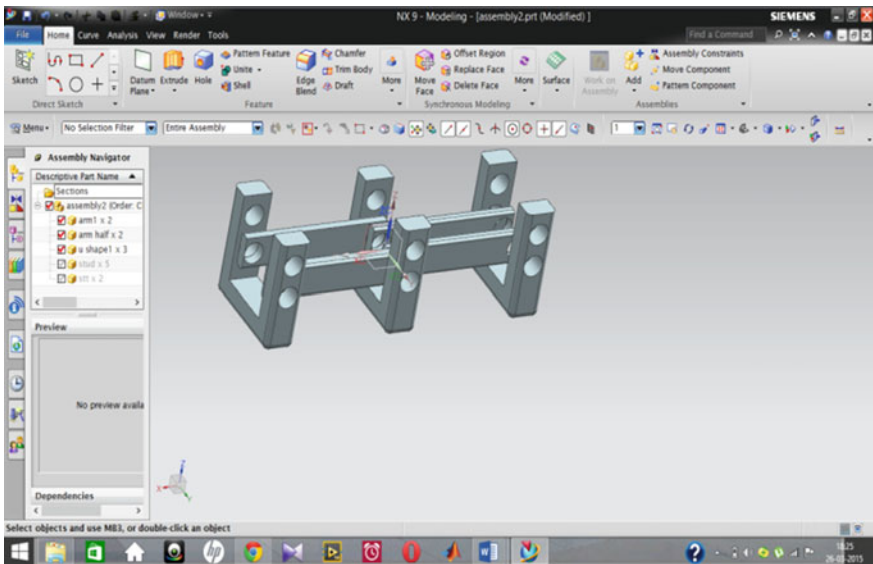 Window
NX 9 - Modeling - [assembly2.prt (Modified) ]
SIEMENS
File Home Curve Analysis View Render Tools
Find a Command
Sketch
Datum Plane
Extrude
Hole
Pattern Feature
Unite
Shell
Edge Blend
Chamfer
Trim Body
Draft
More
Move Face
Offset Region
Replace Face
Delete Face
More
Surface
Work on Assembly
Add
Assembly Constraints
Move Component
Pattern Component
Direct Sketch
Feature
Synchronous Modeling
Assemblies
Menu
No Selection Filter
Entire Assembly
1
Assembly Navigator
Descriptive Part Name
Sections
assembly2 (Order: C
arm1 x 2
arm half x 2
u shape1 x 3
stud x 5
stt x 2
Preview
No preview availa
Dependencies
Select objects and use MB3, or double-click an object
18:25
26-03-2015